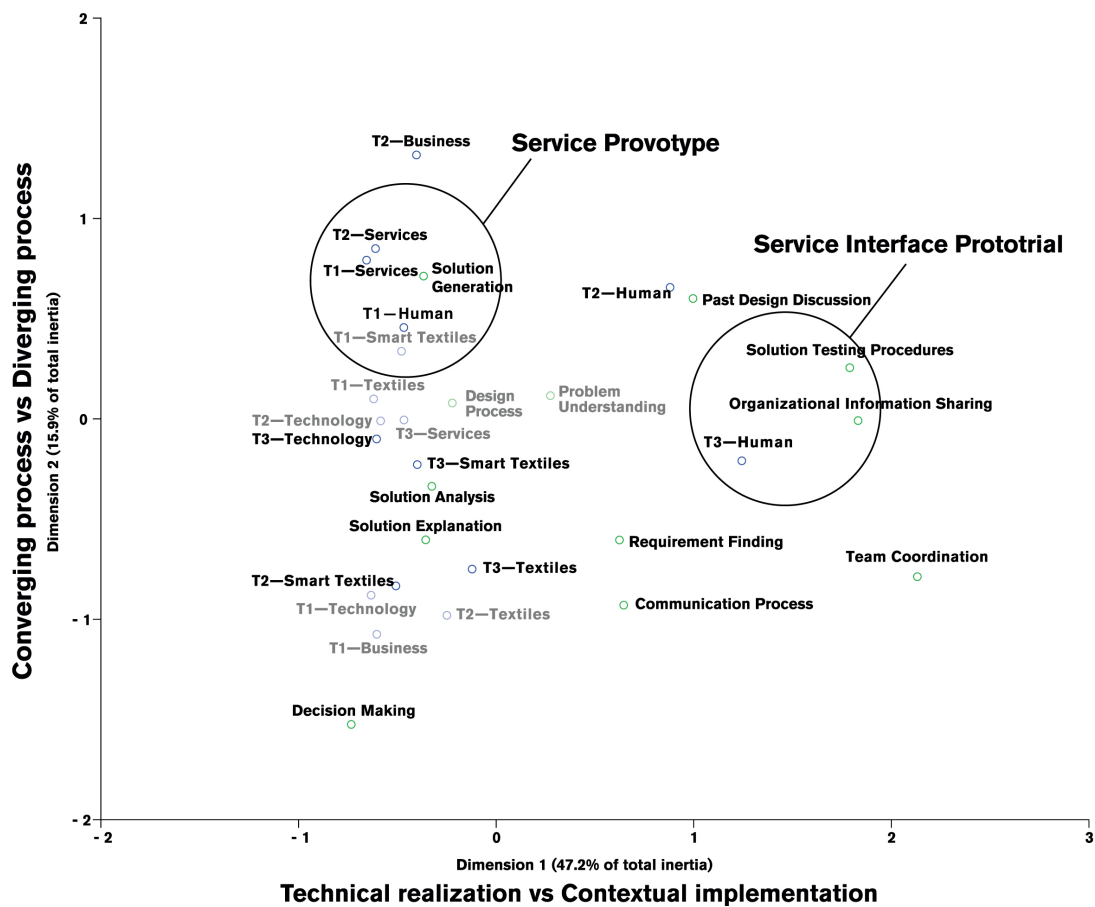 2
T2—Business
Service Provotype
1
T2—Services
Service Interface Prototrial
T1—Services
Solution
Generation
T2—Human
Past Design Discussion
T1—Human
T1—Smart Textiles
Solution Testing Procedures
T1—Textiles
Design
Process
Problem
Understanding
Organizational Information Sharing
0
T2—Technology
T3—Services
T3—Technology
T3—Human
T3—Smart Textiles
Solution Analysis
Solution Explanation
Requirement Finding
Team Coordination
T3—Textiles
T2—Smart Textiles
T1—Technology
Communication Process
T2—Textiles
- 1
T1—Business
Decision Making
- 2
Converging process vs Diverging process
Dimension 2 (15.9% of total inertia)
- 2
- 1
0
1
2
3
Dimension 1 (47.2% of total inertia)
Technical realization vs Contextual implementation